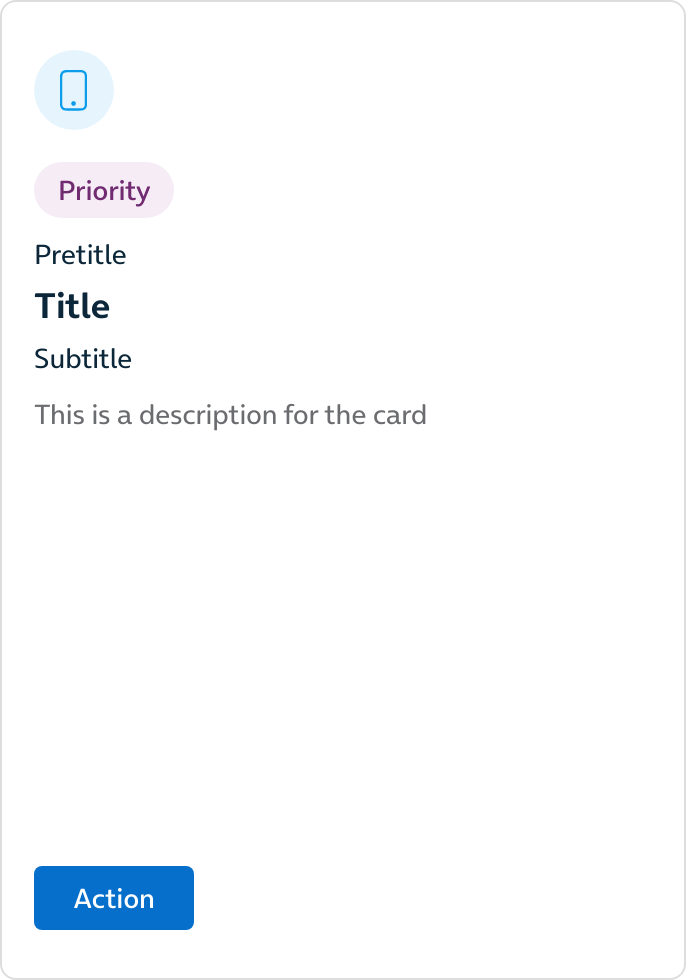 Priority
Pretitle
Title
Subtitle
This is a description for the card
Action